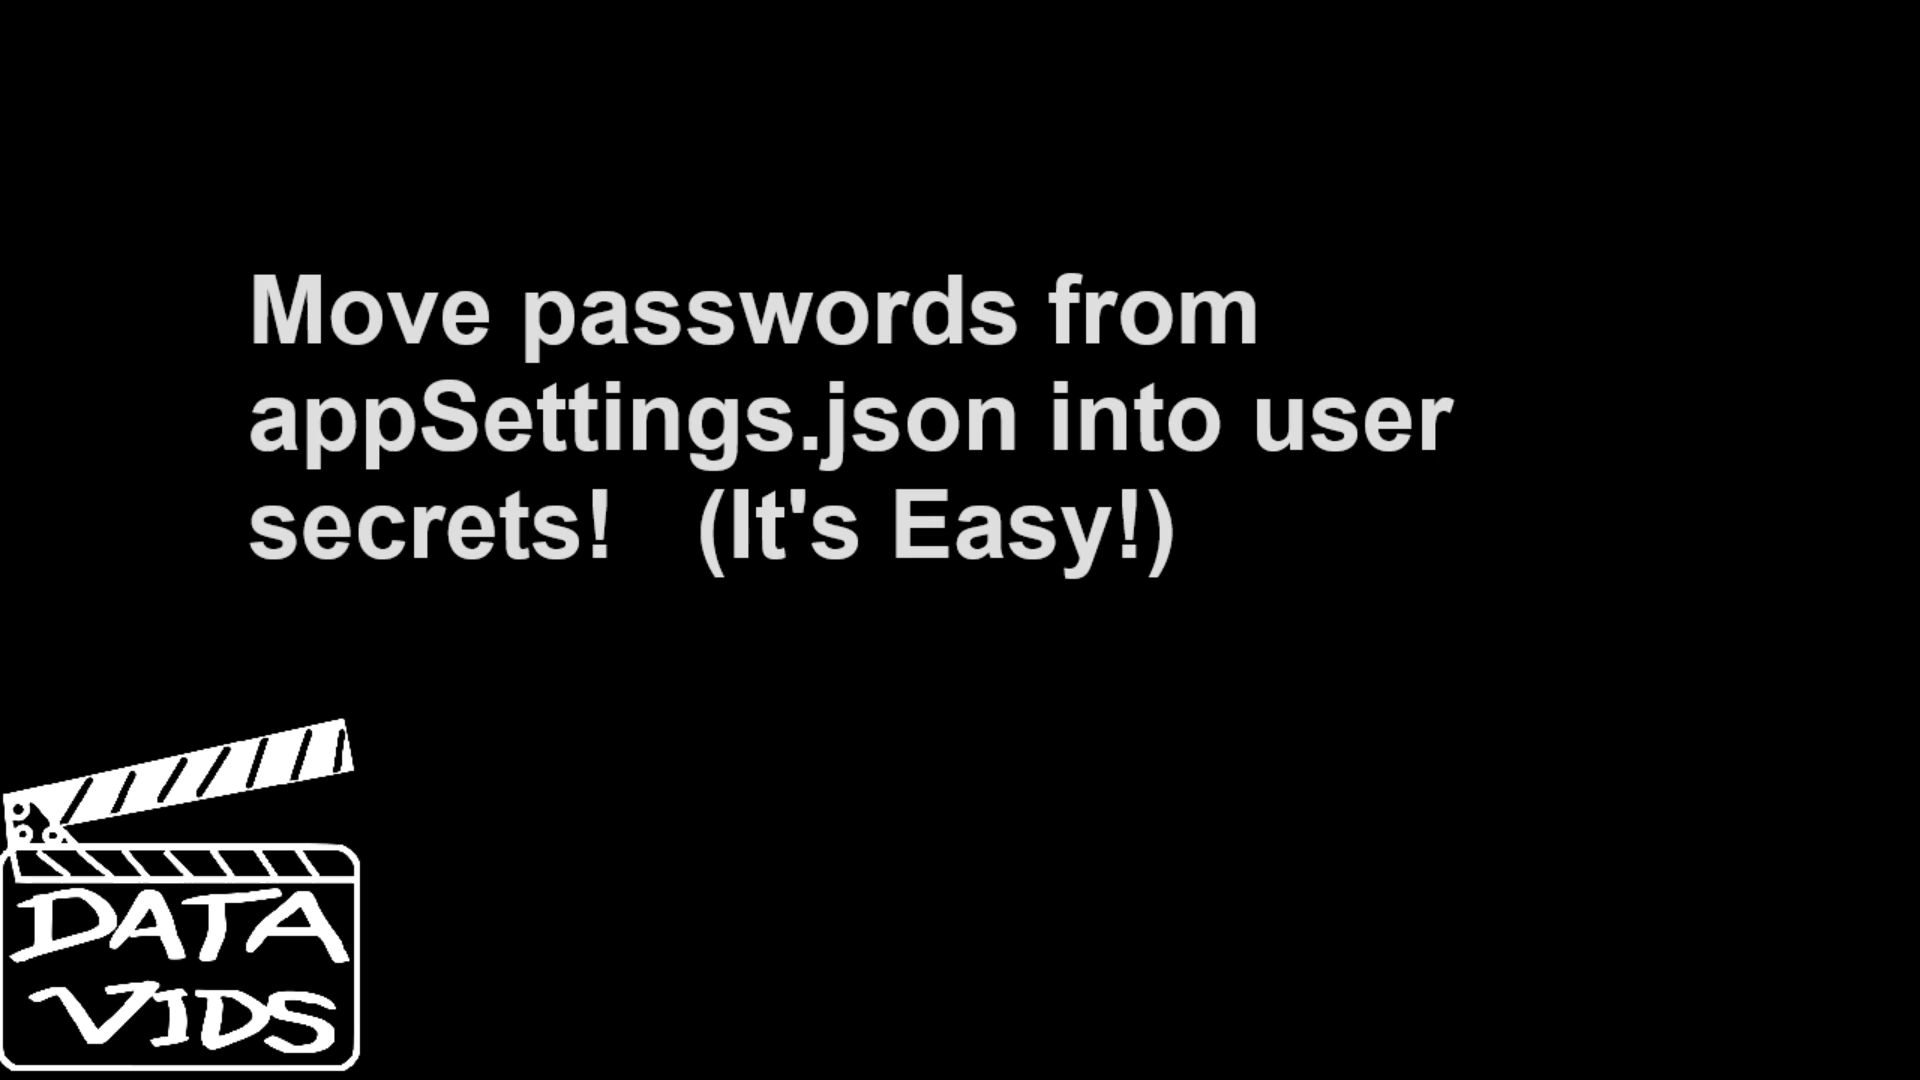 Move passwords from
appSettings.json into user
secrets!   (It's Easy!)
DATA
VIDS